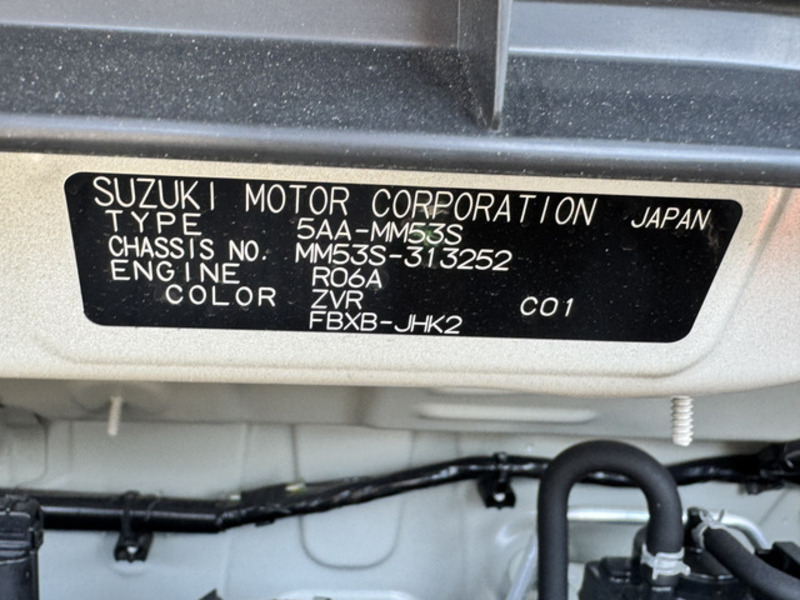 SUZUKI MOTOR CORPORATION JAPAN
TYPE 5AA-MM53S
CHASSIS NO. MM53S-313252
ENGINE R06A
COLOR ZVR C01
FBXB-JHK2